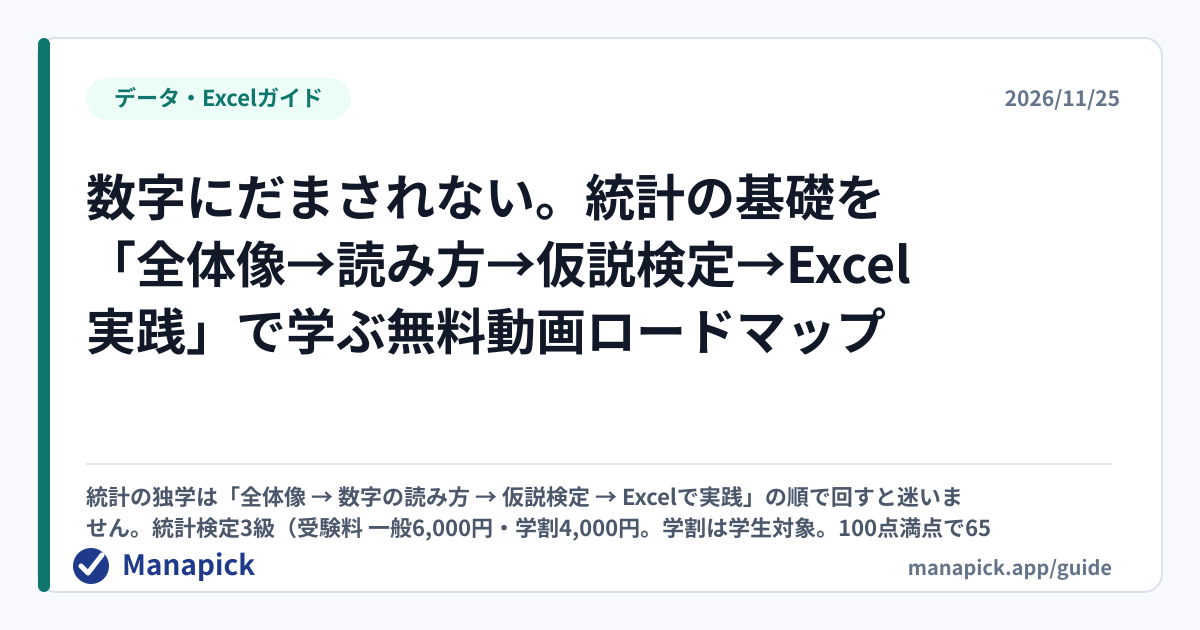 データ・Excelガイド
2026/11/25
数字にだまされない。統計の基礎を
「全体像→読み方→仮説検定→Excel
実践」で学ぶ無料動画ロードマップ
統計の独学は「全体像 → 数字の読み方 → 仮説検定 → Excelで実践」の順で回すと迷いま
せん。統計検定3級（受験料 一般6,000円・学割4,000円。学割は学生対象。100点満点で65
Manapick
manapick.app/guide